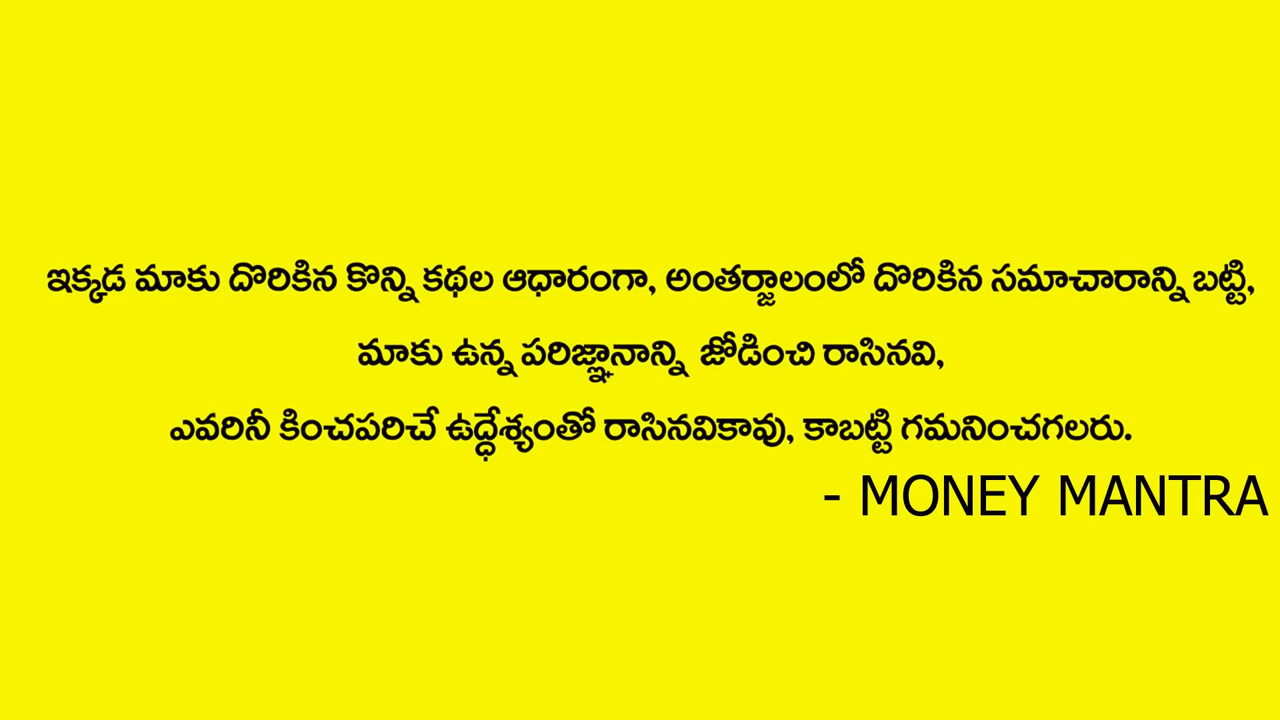 ఇక్కడ మాకు దొరికిన కొన్ని కథల ఆధారంగా, అంతర్జాలంలో దొరికిన సమాచారాన్ని బట్టి,
మాకు ఉన్న పరిజ్ఞానాన్ని జోడించి రాసినవి,
ఎవరినీ కించపరిచే ఉద్ధేశ్యంతో రాసినవికావు, కాబట్టి గమనించగలరు.
- MONEY MANTRA